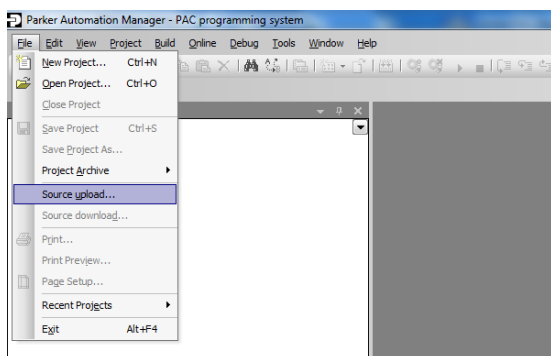 Parker Automation Manager - PAC programming system
File Edit View Project Build Online Debug Tools Window Help
New Project... Ctrl+N
Open Project... Ctrl+O
Close Project
Save Project Ctrl+S
Save Project As...
Project Archive
Source upload...
Source download...
Print...
Print Preview...
Page Setup...
Recent Projects
Exit Alt+F4